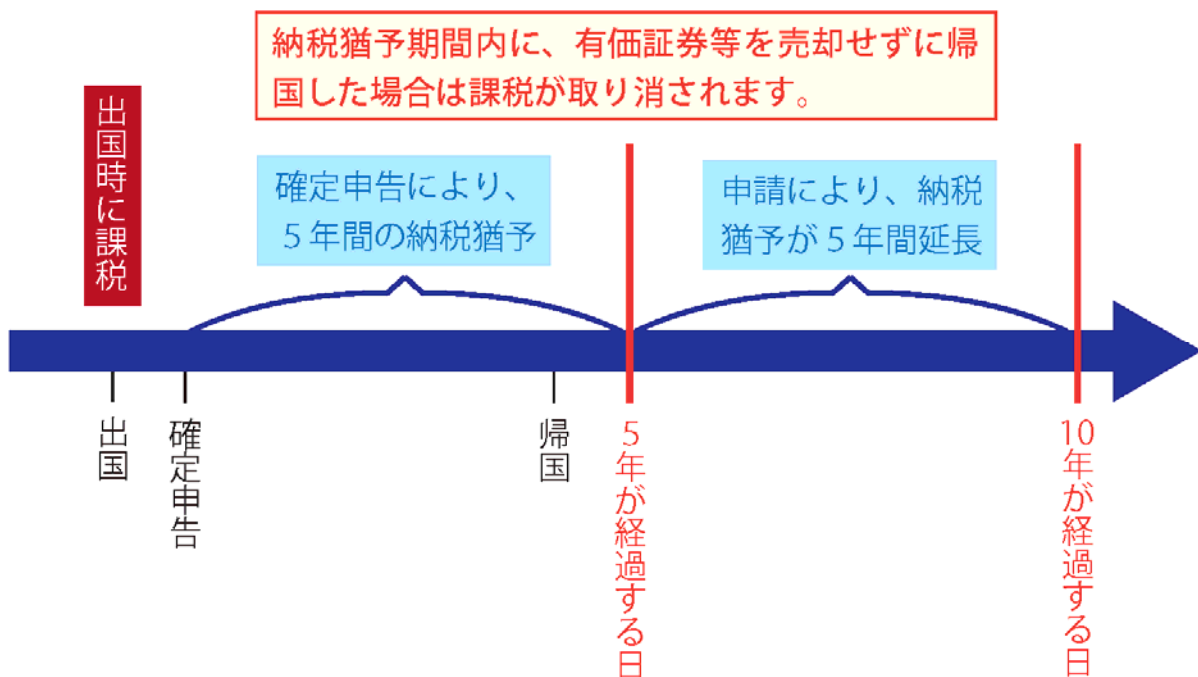 納税猶予期間内に、有価証券等を売却せずに帰
国した場合は課税が取り消されます。
出国時に課税
確定申告により、
５年間の納税猶予
申請により、納税
猶予が５年間延長
出国
確定申告
帰国
5年が経過する日
10年が経過する日